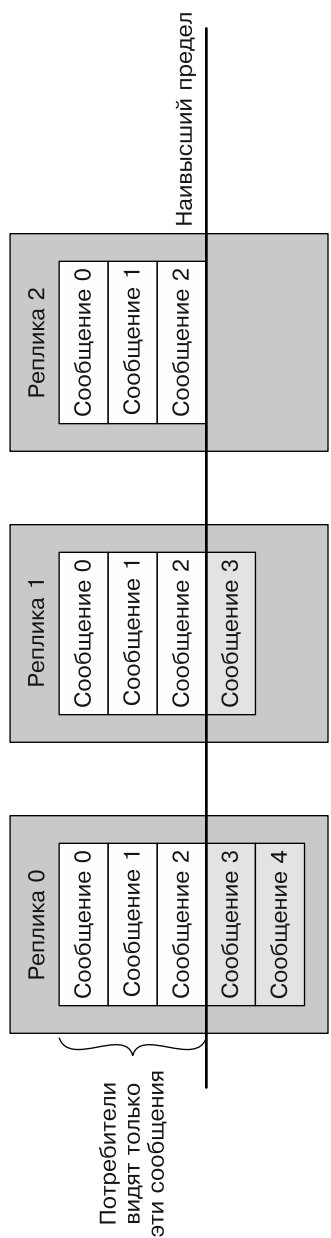 Потребители
видят только
эти сообщения
Реплика 0
Сообщение 0
Сообщение 1
Сообщение 2
Сообщение 3
Сообщение 4
Реплика 1
Сообщение 0
Сообщение 1
Сообщение 2
Сообщение 3
Реплика 2
Сообщение 0
Сообщение 1
Сообщение 2
Наивысший предел